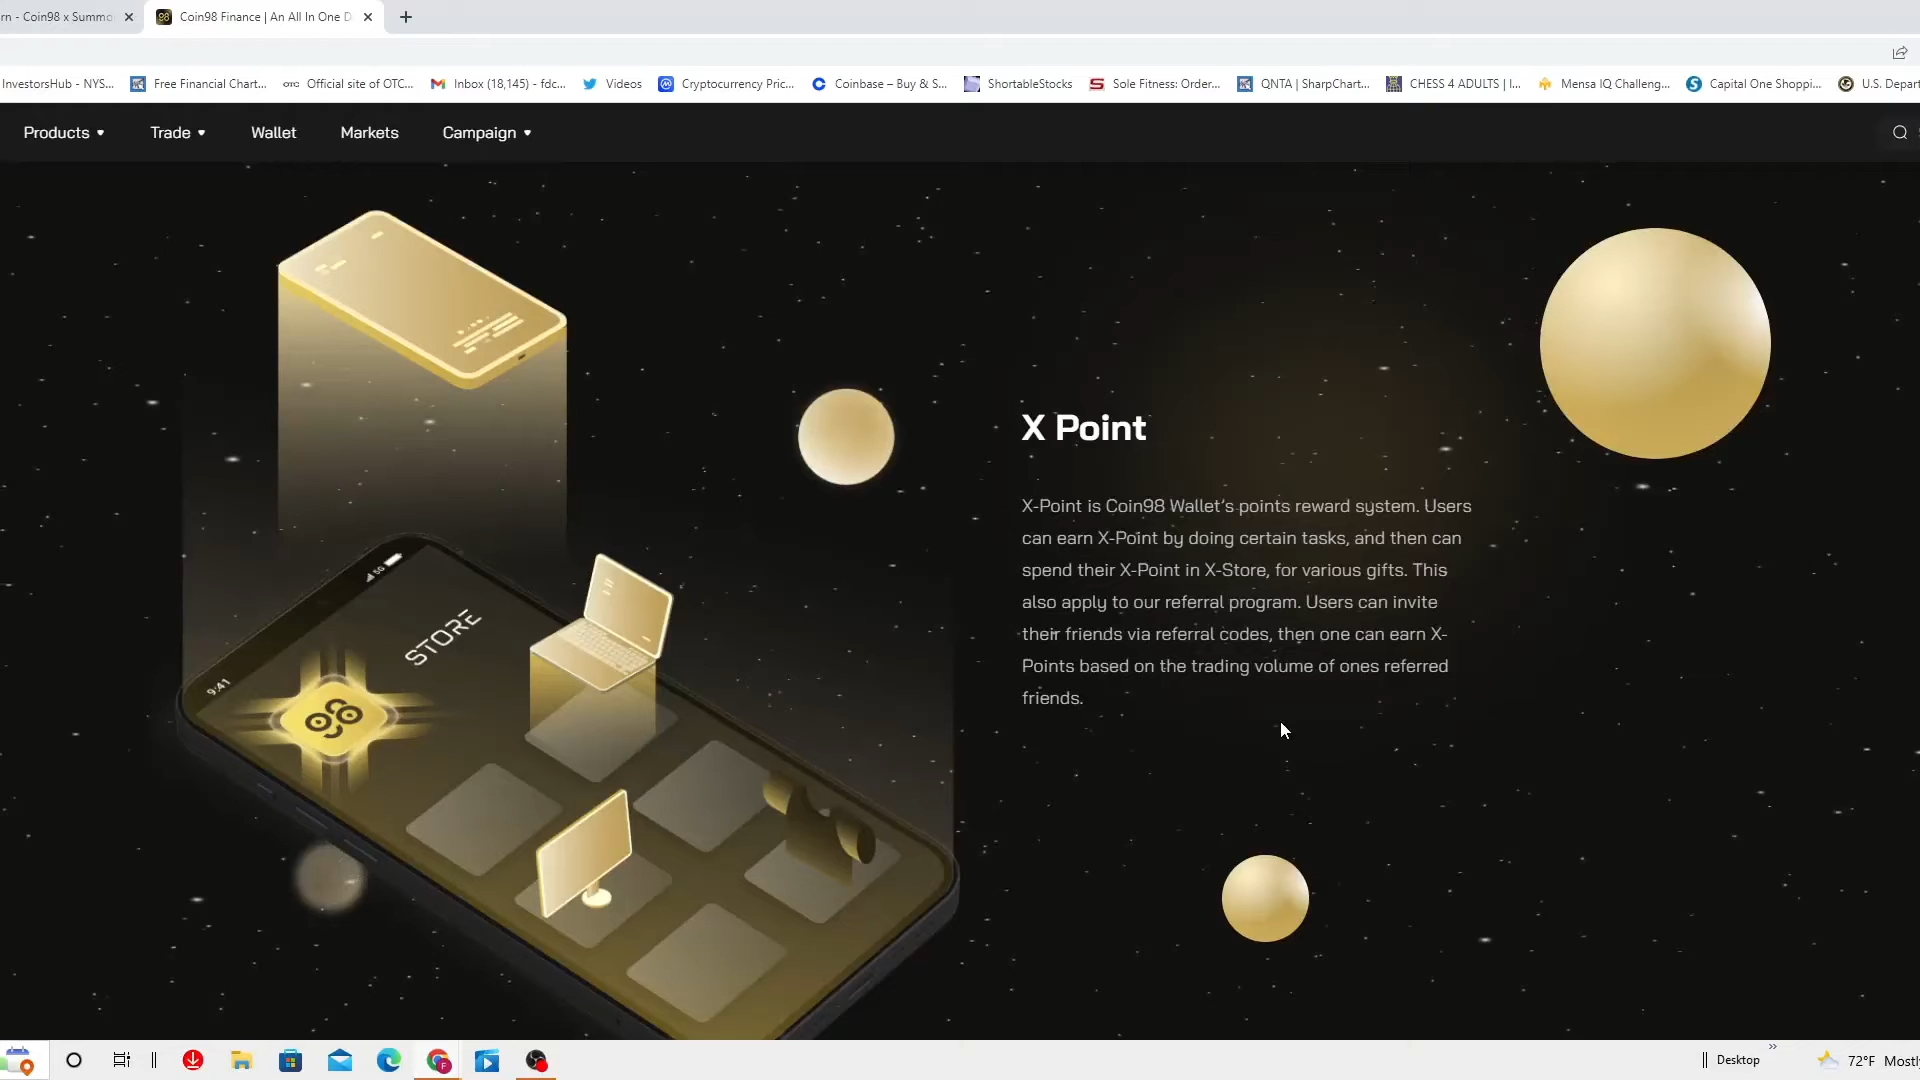 rn - Coin98 x Summo
Coin98 Finance | An All In One D
InvestorsHub - NYS...
Free Financial Chart...
Official site of OTC...
Inbox (18,145) - fdc...
Videos
Cryptocurrency Pric...
Coinbase – Buy & S...
ShortableStocks
Sole Fitness: Order...
QNTA | SharpChart...
CHESS 4 ADULTS | I...
Mensa IQ Challeng...
Capital One Shoppi...
U.S. Depart
Products
Trade
Wallet
Markets
Campaign
X Point
X-Point is Coin98 Wallet’s points reward system. Users
can earn X-Point by doing certain tasks, and then can
spend their X-Point in X-Store, for various gifts. This
also apply to our referral program. Users can invite
their friends via referral codes, then one can earn X-
Points based on the trading volume of ones referred
friends.
5G
STORE
9:41
98
Desktop
72°F Mostly